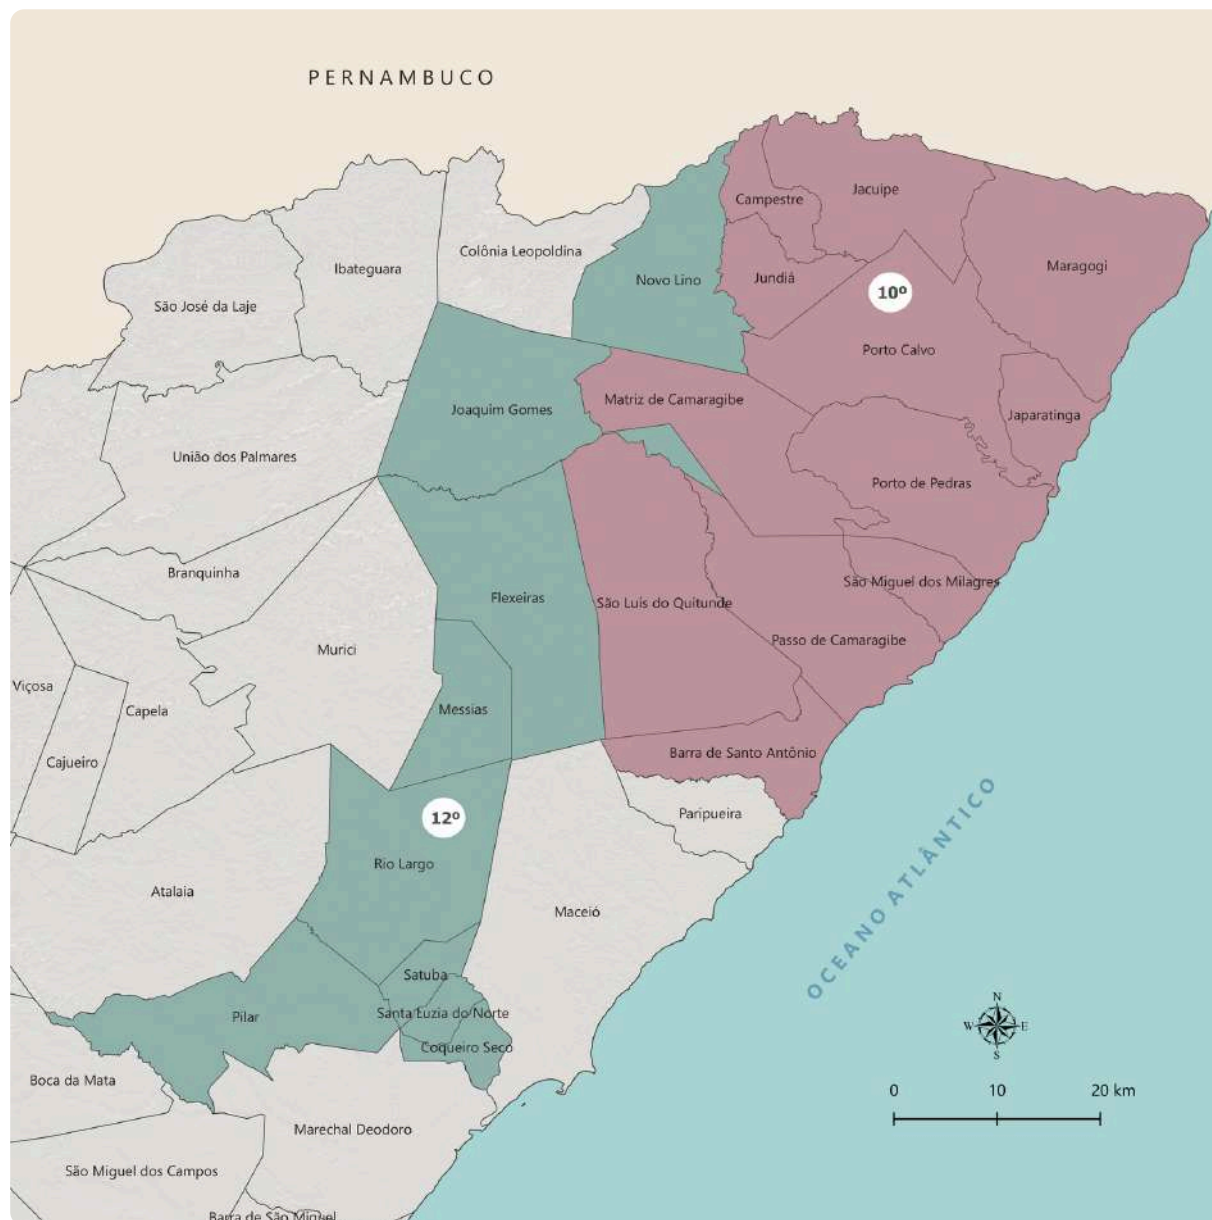 PERNAMBUCO
Jacuípe
Campestre
Colônia Leopoldina
Ibateguara
Maragogi
Novo Lino
Jundiá
10º
São José da Laje
Porto Calvo
Matriz de Camaragibe
Joaquim Gomes
Japaratinga
União dos Palmares
Porto de Pedras
Branquinha
São Miguel dos Milagres
Flexeiras
São Luís do Quitunde
Passo de Camaragibe
Murici
Viçosa
Capela
Messias
Barra de Santo Antônio
Cajueiro
Paripueira
12º
Rio Largo
Atalaia
Maceió
OCEANO ATLÂNTICO
Satuba
Pilar
Santa Luzia do Norte
N
W
E
S
Coqueiro Seco
Boca da Mata
0 10 20 km
Marechal Deodoro
São Miguel dos Campos
Barra de São Miguel